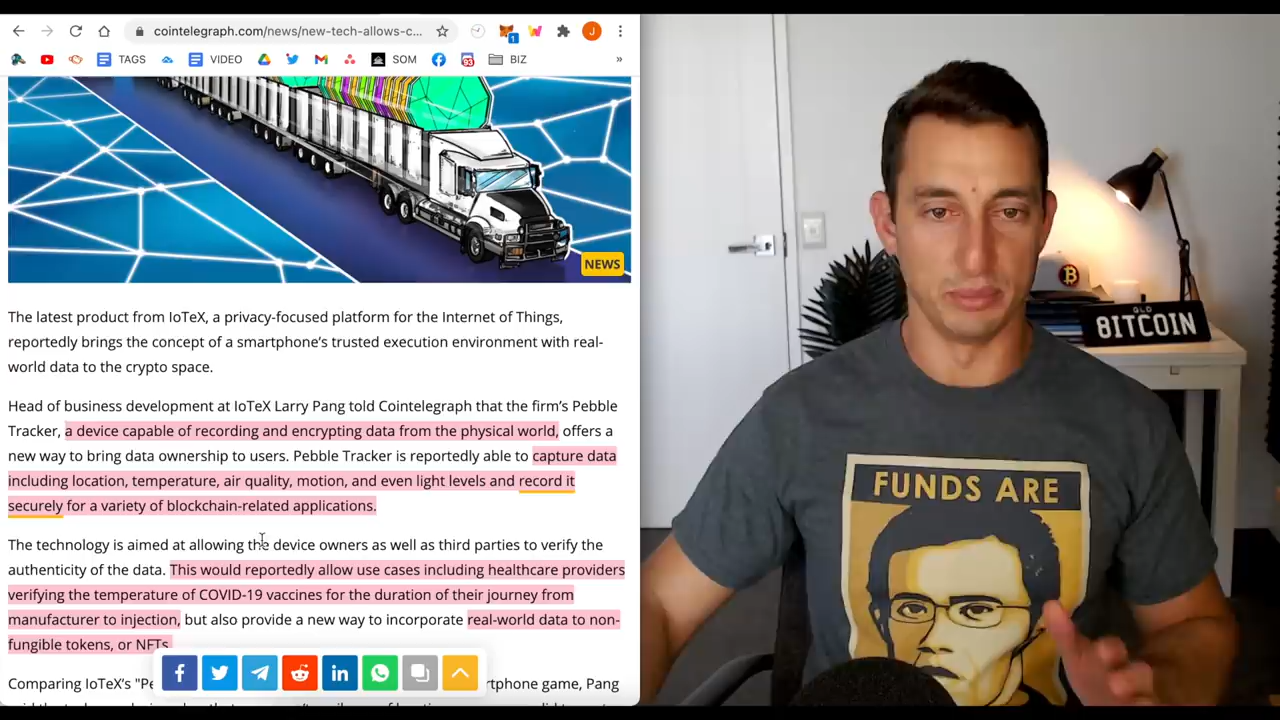 cointelegraph.com/news/new-tech-allows-c...
1
J
TAGS
VIDEO
SOM
93
BIZ
»
NEWS
The latest product from IoTeX, a privacy-focused platform for the Internet of Things,
reportedly brings the concept of a smartphone’s trusted execution environment with real-
world data to the crypto space.
Head of business development at IoTeX Larry Pang told Cointelegraph that the firm’s Pebble
Tracker, a device capable of recording and encrypting data from the physical world, offers a
new way to bring data ownership to users. Pebble Tracker is reportedly able to capture data
including location, temperature, air quality, motion, and even light levels and record it
securely for a variety of blockchain-related applications.
The technology is aimed at allowing the device owners as well as third parties to verify the
authenticity of the data. This would reportedly allow use cases including healthcare providers
verifying the temperature of COVID-19 vaccines for the duration of their journey from
manufacturer to injection, but also provide a new way to incorporate real-world data to non-
fungible tokens, or NFTs.
Comparing IoTeX's "Pe
rtphone game, Pang
QLD
8ITCOIN
FUNDS ARE